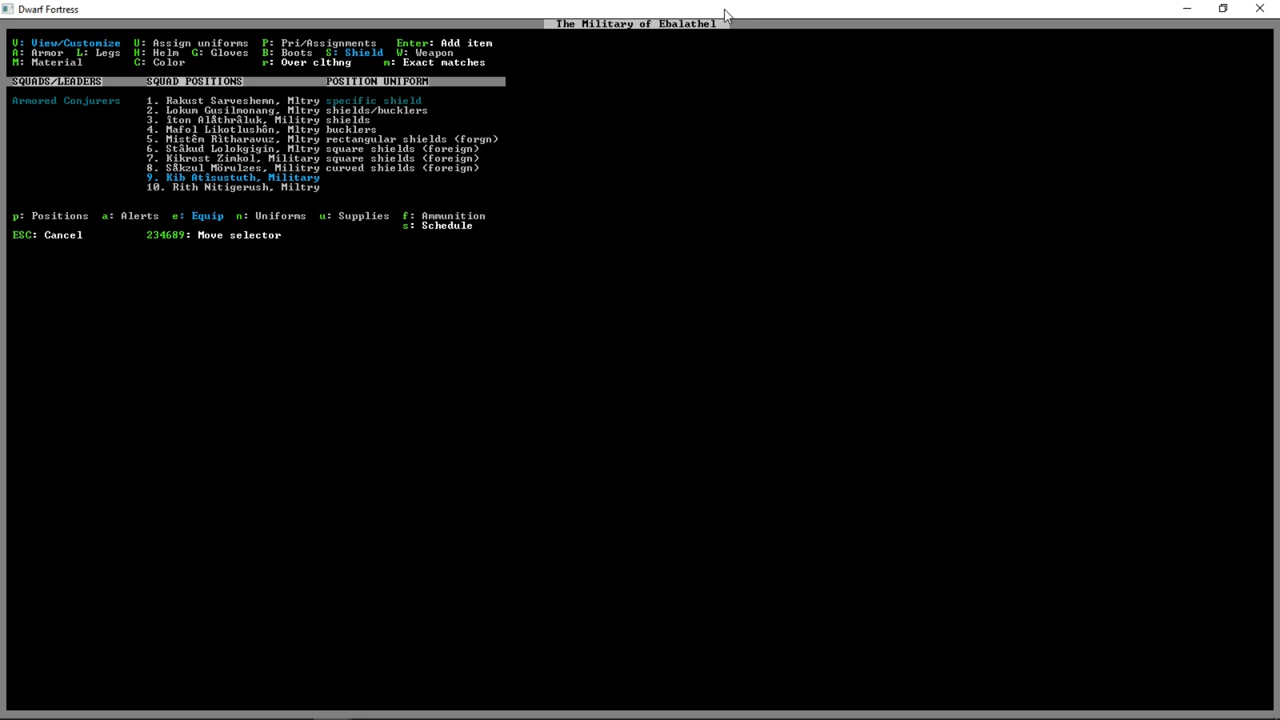 Dwarf Fortress
The Military of Ebalathel
V: View/Customize U: Assign uniforms P: Pri/Assignments Enter: Add item
A: Armor L: Legs H: Helm G: Gloves B: Boots S: Shield W: Weapon
M: Material C: Color r: Over clthng m: Exact matches
SQUADS/LEADERS SQUAD POSITIONS POSITION UNIFORM
Armored Conjurers 1. Rakust Sarveshemn, Mltry specific shield
2. Lokum Gusilmonang, Mltry shields/bucklers
3. Îton Alåthrâluk, Militry shields
4. Mafol Likotlushôn, Mltry bucklers
5. Mistêm Ritharavuz, Mltry rectangular shields (forgn)
6. Stâkud Lolokgigin, Mltry square shields (foreign)
7. Kikrost Zimkol, Military square shields (foreign)
8. Såkzul Mörulzes, Militry curved shields (foreign)
9. Kib Atîsustuth, Military
10. Rith Nitigerush, Miltry
p: Positions a: Alerts e: Equip n: Uniforms u: Supplies f: Ammunition
s: Schedule
ESC: Cancel 234689: Move selector